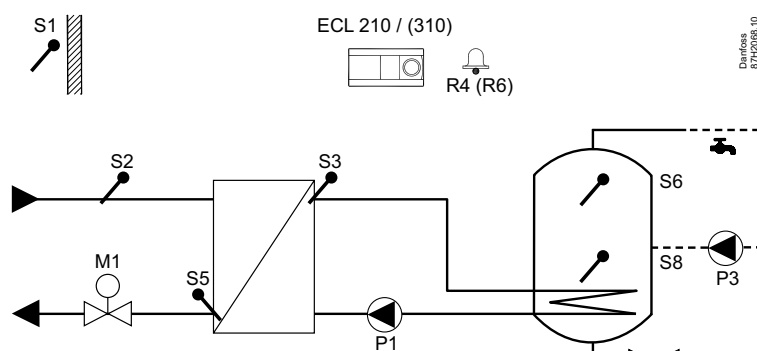 S1
ECL 210 / (310)
R4 (R6)
Danfoss
87H2068.10
S2
S3
S6
M1
S5
S8
P1
P3